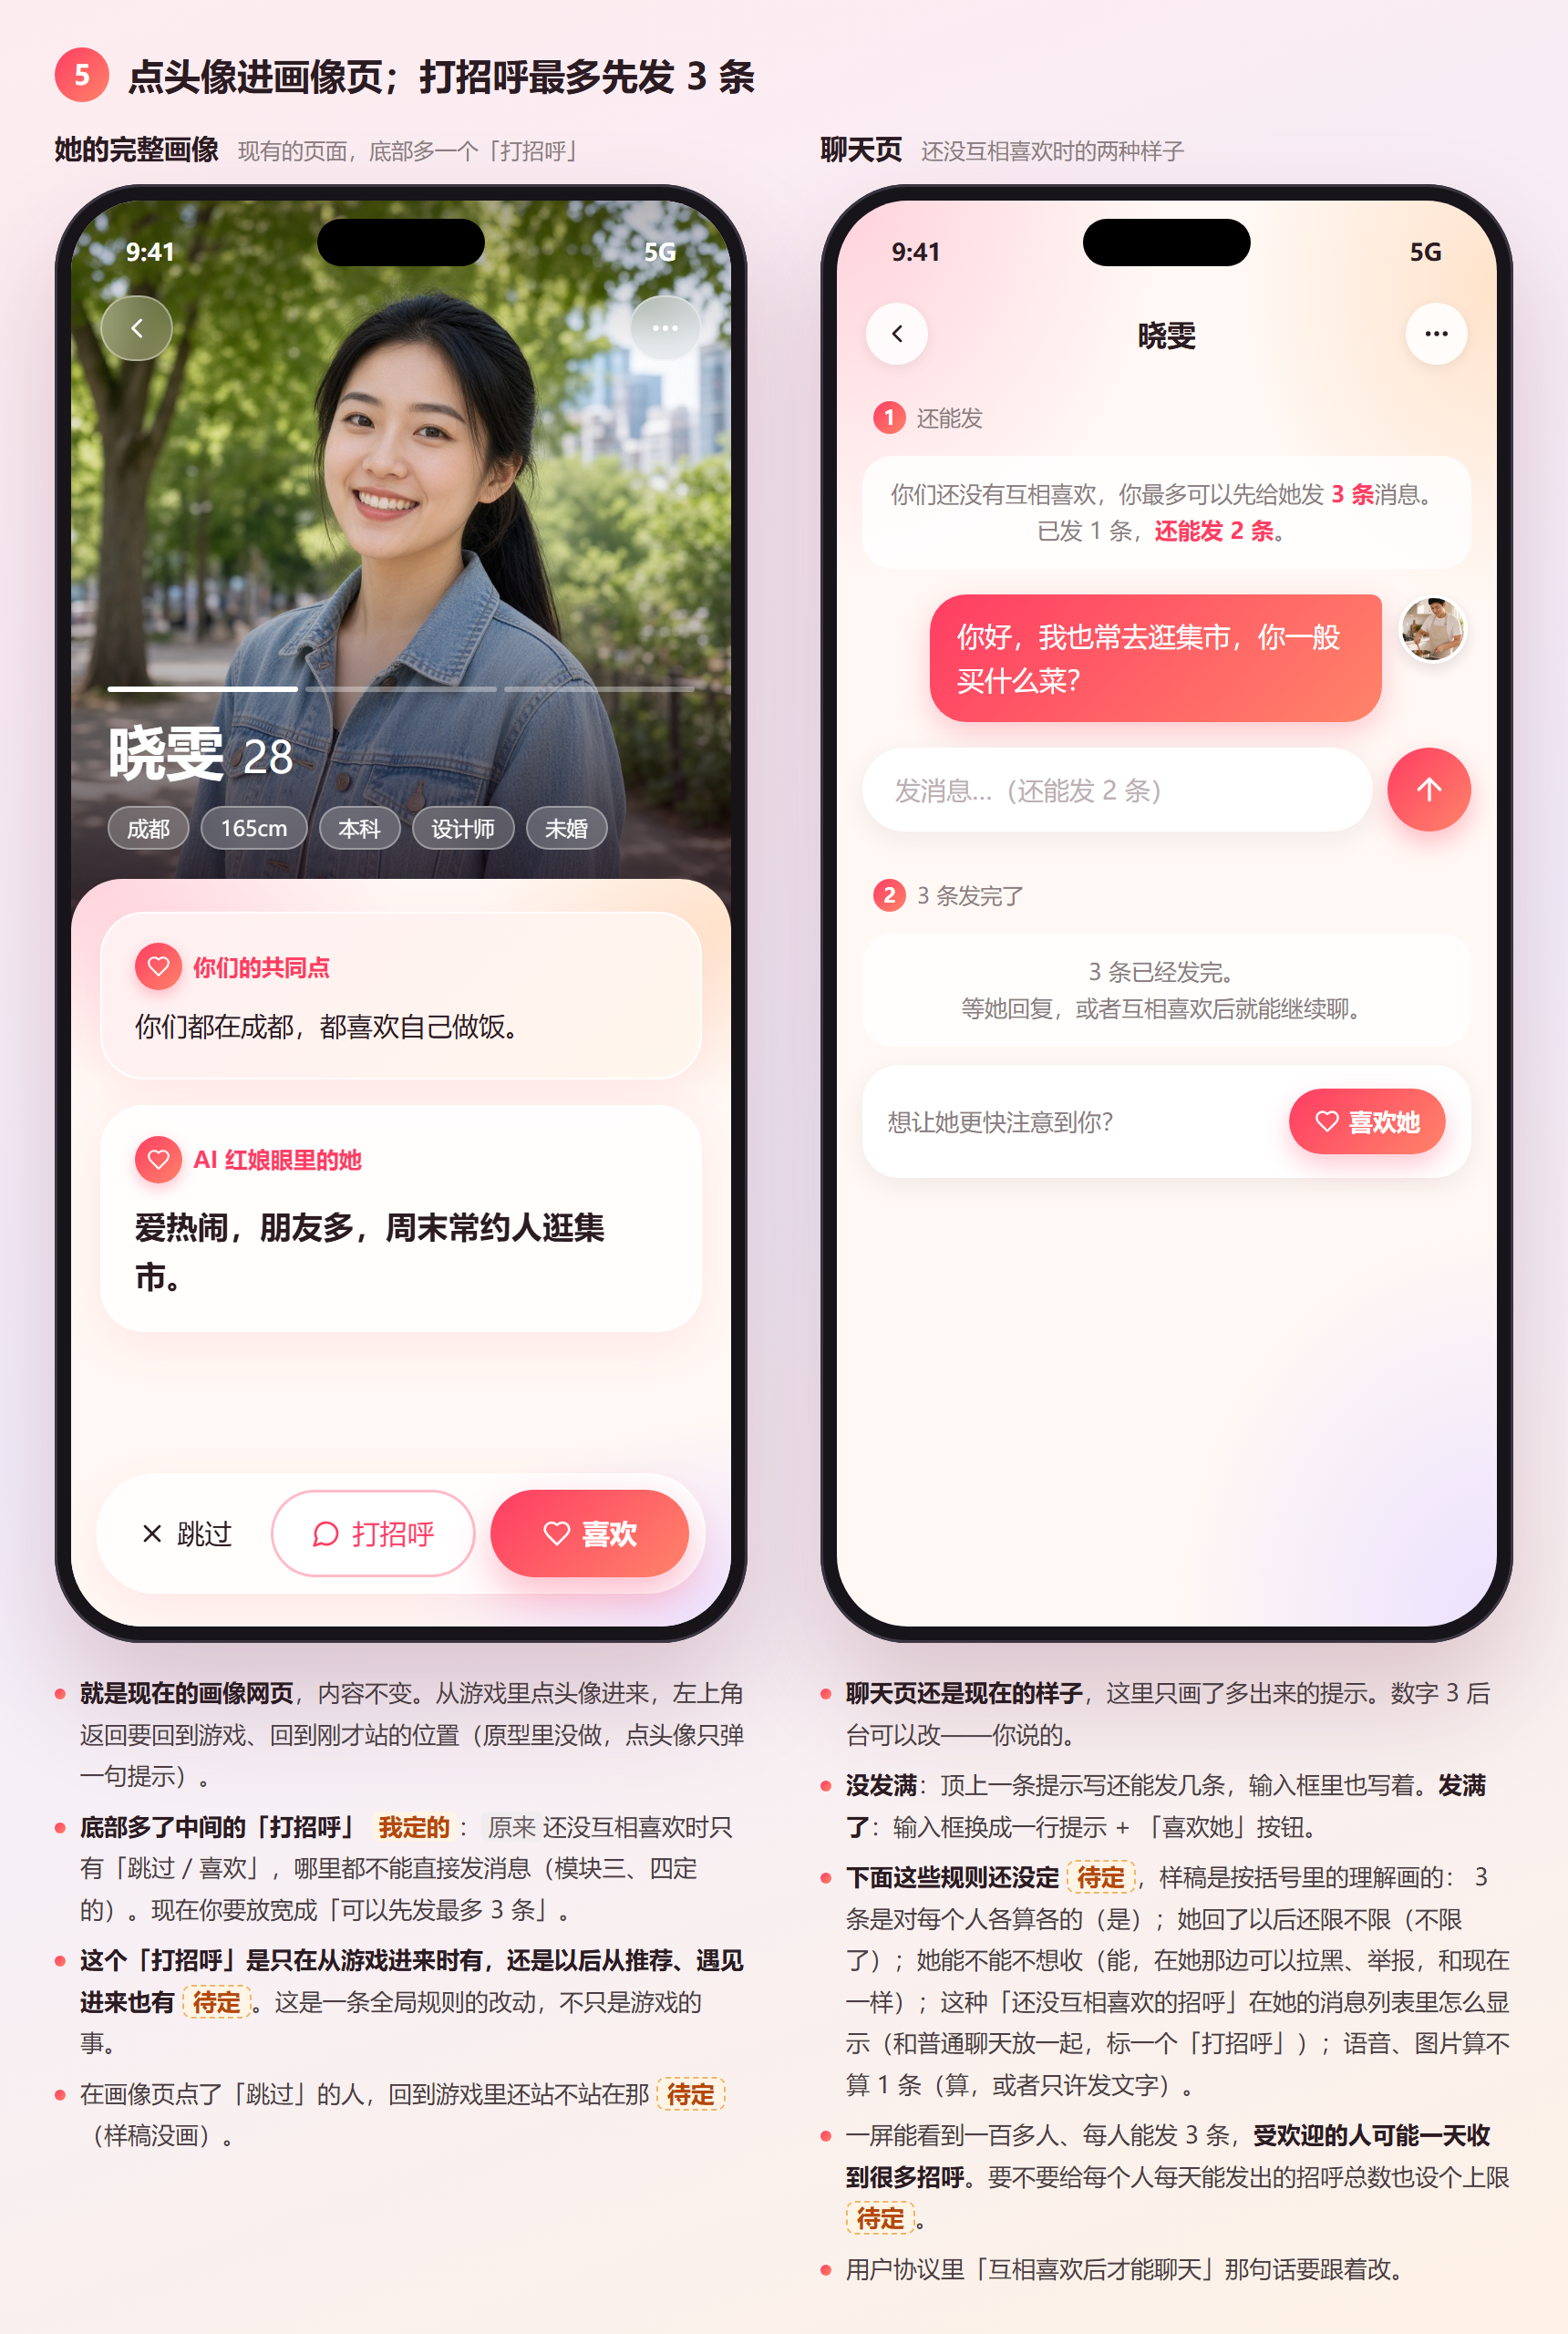 5 点头像进画像页；打招呼最多先发 3 条
她的完整画像 现有的页面，底部多一个「打招呼」
9:41 5G
晓雯 28
成都 165cm 本科 设计师 未婚
你们的共同点
你们都在成都，都喜欢自己做饭。
AI 红娘眼里的她
爱热闹，朋友多，周末常约人逛集
市。
跳过 打招呼 喜欢
就是现在的画像网页，内容不变。从游戏里点头像进来，左上角
返回要回到游戏、回到刚才站的位置（原型里没做，点头像只弹
一句提示）。
底部多了中间的「打招呼」 我定的 ： 原来 还没互相喜欢时只
有「跳过 / 喜欢」，哪里都不能直接发消息（模块三、四定
的）。现在你要放宽成「可以先发最多 3 条」。
这个「打招呼」是只在从游戏进来时有，还是以后从推荐、遇见
进来也有 待定 。这是一条全局规则的改动，不只是游戏的
事。
在画像页点了「跳过」的人，回到游戏里还站不站在那 待定
（样稿没画）。
聊天页 还没互相喜欢时的两种样子
9:41 5G
晓雯
1 还能发
你们还没有互相喜欢，你最多可以先给她发 3 条消息。
已发 1 条，还能发 2 条。
你好，我也常去逛集市，你一般
买什么菜？
发消息…（还能发 2 条）
2 3 条发完了
3 条已经发完。
等她回复，或者互相喜欢后就能继续聊。
想让她更快注意到你？ 喜欢她
聊天页还是现在的样子，这里只画了多出来的提示。数字 3 后
台可以改——你说的。
没发满：顶上一条提示写还能发几条，输入框里也写着。发满
了：输入框换成一行提示 + 「喜欢她」按钮。
下面这些规则还没定 待定 ，样稿是按括号里的理解画的： 3
条是对每个人各算各的（是）；她回了以后还限不限（不限
了）；她能不能不想收（能，在她那边可以拉黑、举报，和现在
一样）；这种「还没互相喜欢的招呼」在她的消息列表里怎么显
示（和普通聊天放一起，标一个「打招呼」）；语音、图片算不
算 1 条（算，或者只许发文字）。
一屏能看到一百多人、每人能发 3 条，受欢迎的人可能一天收
到很多招呼。要不要给每个人每天能发出的招呼总数也设个上限
待定 。
用户协议里「互相喜欢后才能聊天」那句话要跟着改。